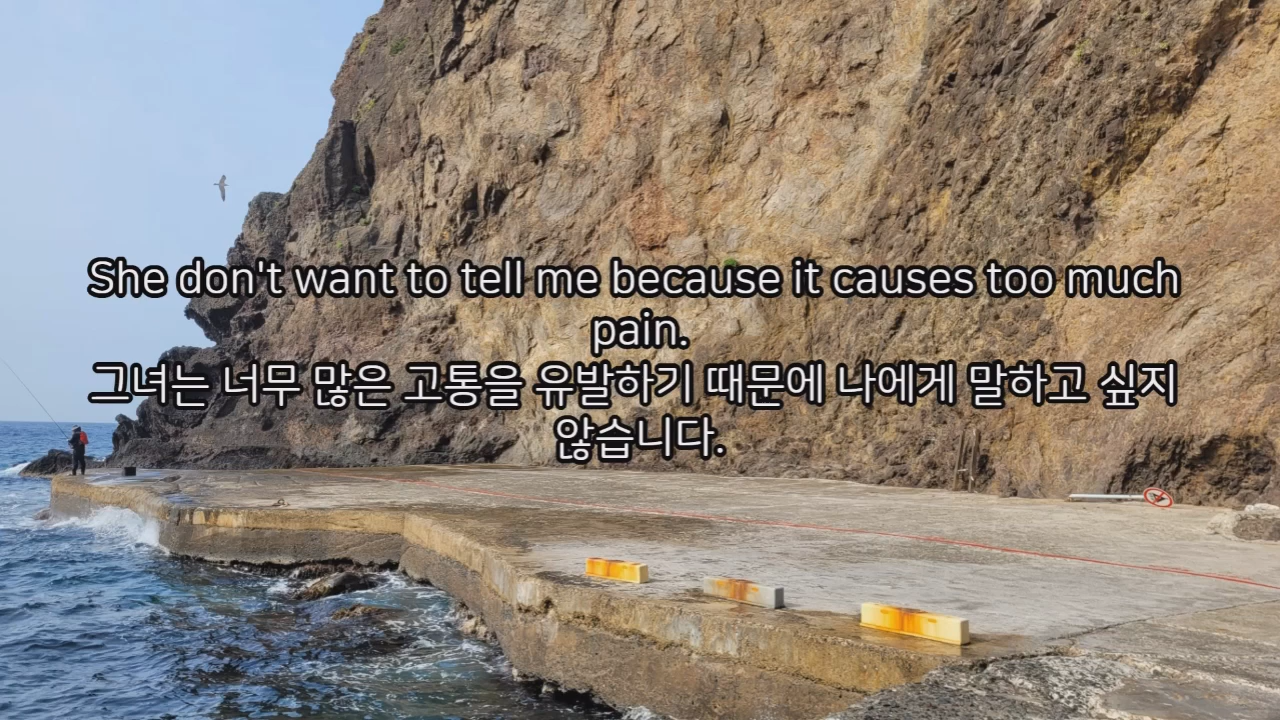 She don't want to tell me because it causes too much
pain.
그녀는 너무 많은 고통을 유발하기 때문에 나에게 말하고 싶지
않습니다.